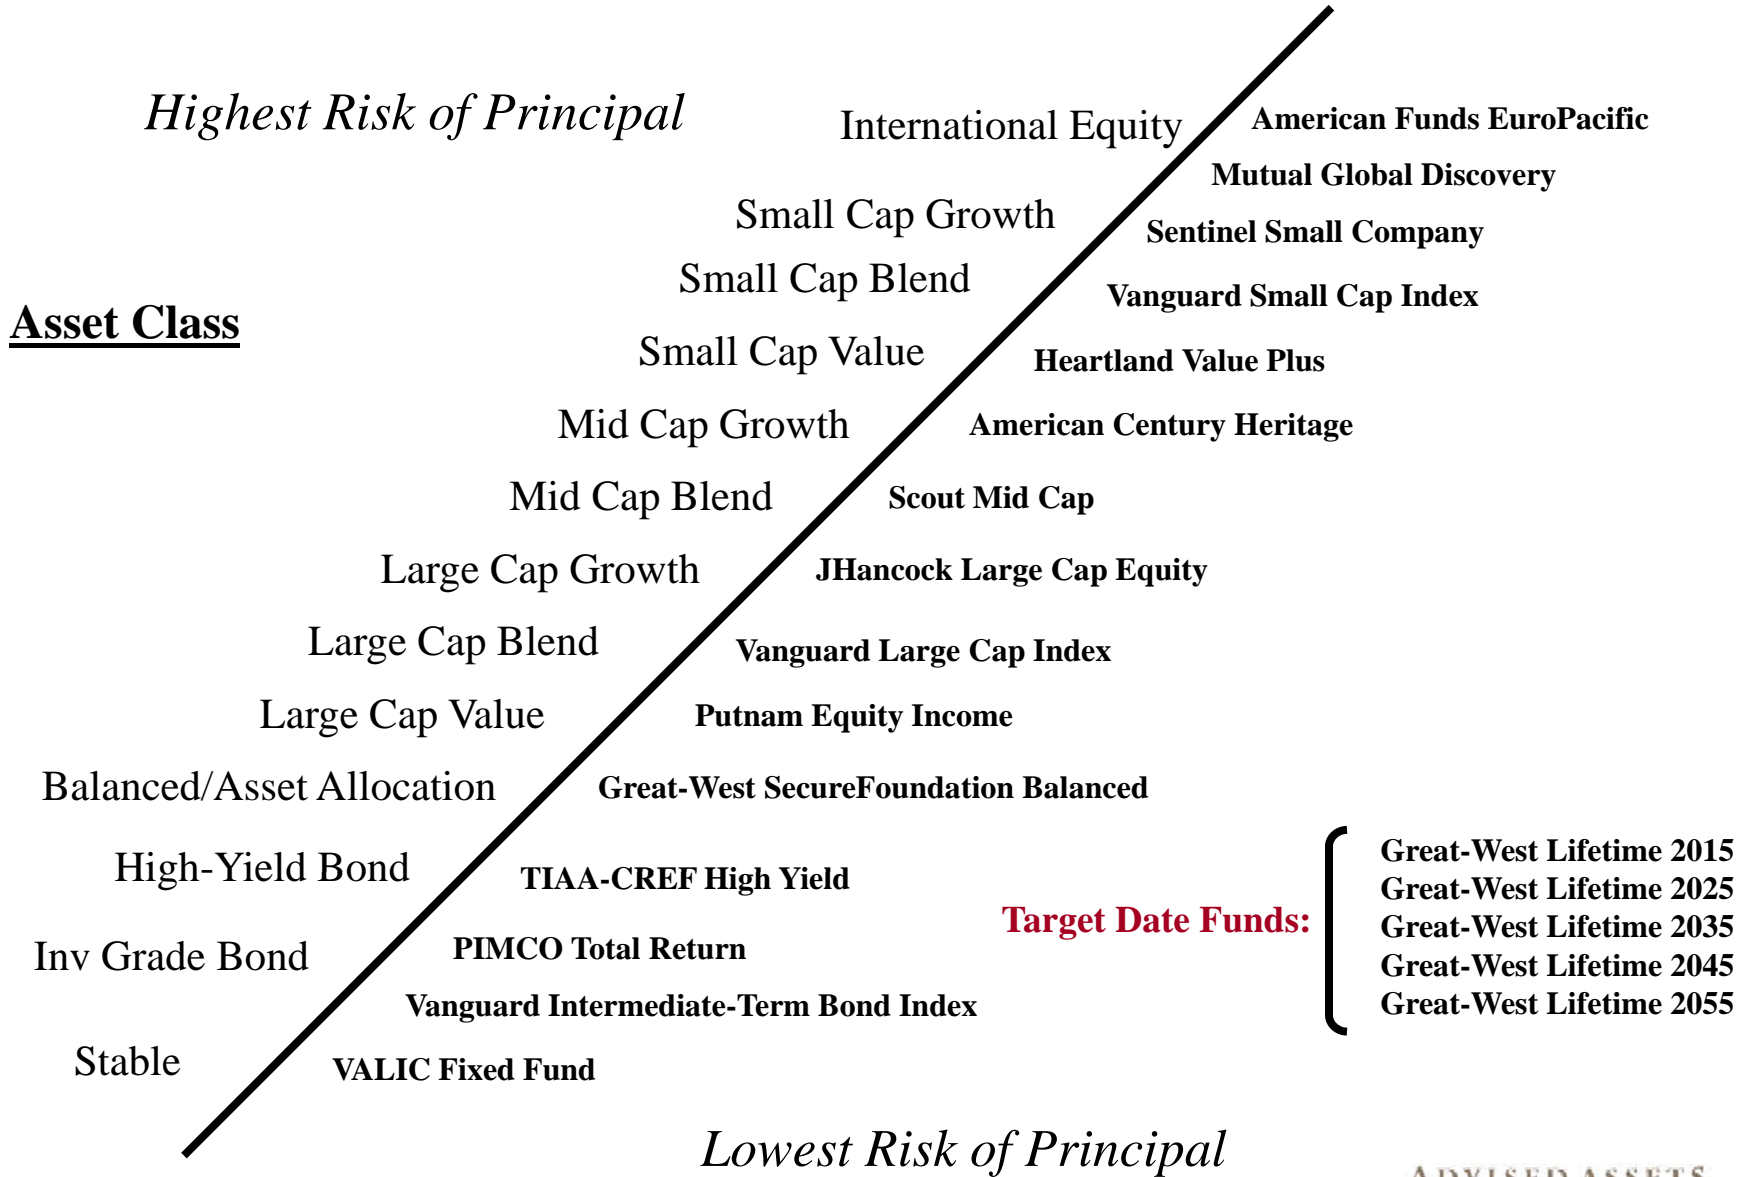 Highest Risk of Principal
International Equity
American Funds EuroPacific
Mutual Global Discovery
Small Cap Growth
Sentinel Small Company
Small Cap Blend
Vanguard Small Cap Index
Asset Class
Small Cap Value
Heartland Value Plus
Mid Cap Growth
American Century Heritage
Mid Cap Blend
Scout Mid Cap
Large Cap Growth
JHancock Large Cap Equity
Large Cap Blend
Vanguard Large Cap Index
Large Cap Value
Putnam Equity Income
Balanced/Asset Allocation
Great-West SecureFoundation Balanced
High-Yield Bond
TIAA-CREF High Yield
Inv Grade Bond
PIMCO Total Return
Vanguard Intermediate-Term Bond Index
Stable
VALIC Fixed Fund
Target Date Funds:
Great-West Lifetime 2015
Great-West Lifetime 2025
Great-West Lifetime 2035
Great-West Lifetime 2045
Great-West Lifetime 2055
Lowest Risk of Principal
ADVISED ASSETS